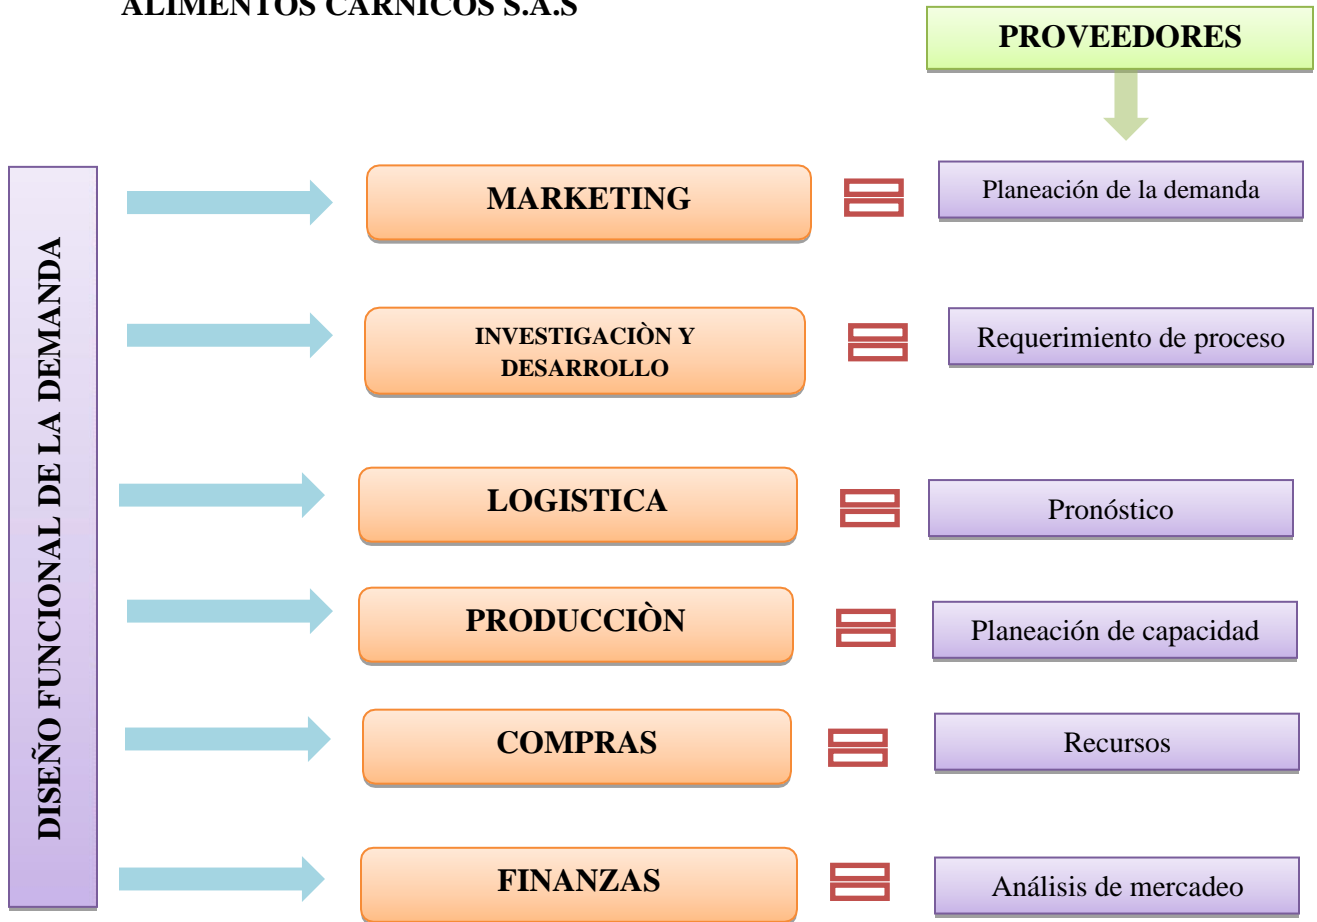 ALIMENTOS CÁRNICOS S.A.S
PROVEEDORES
DISEÑO FUNCIONAL DE LA DEMANDA
MARKETING
Planeación de la demanda
INVESTIGACIÒN Y
DESARROLLO
Requerimiento de proceso
LOGISTICA
Pronóstico
PRODUCCIÒN
Planeación de capacidad
COMPRAS
Recursos
FINANZAS
Análisis de mercadeo